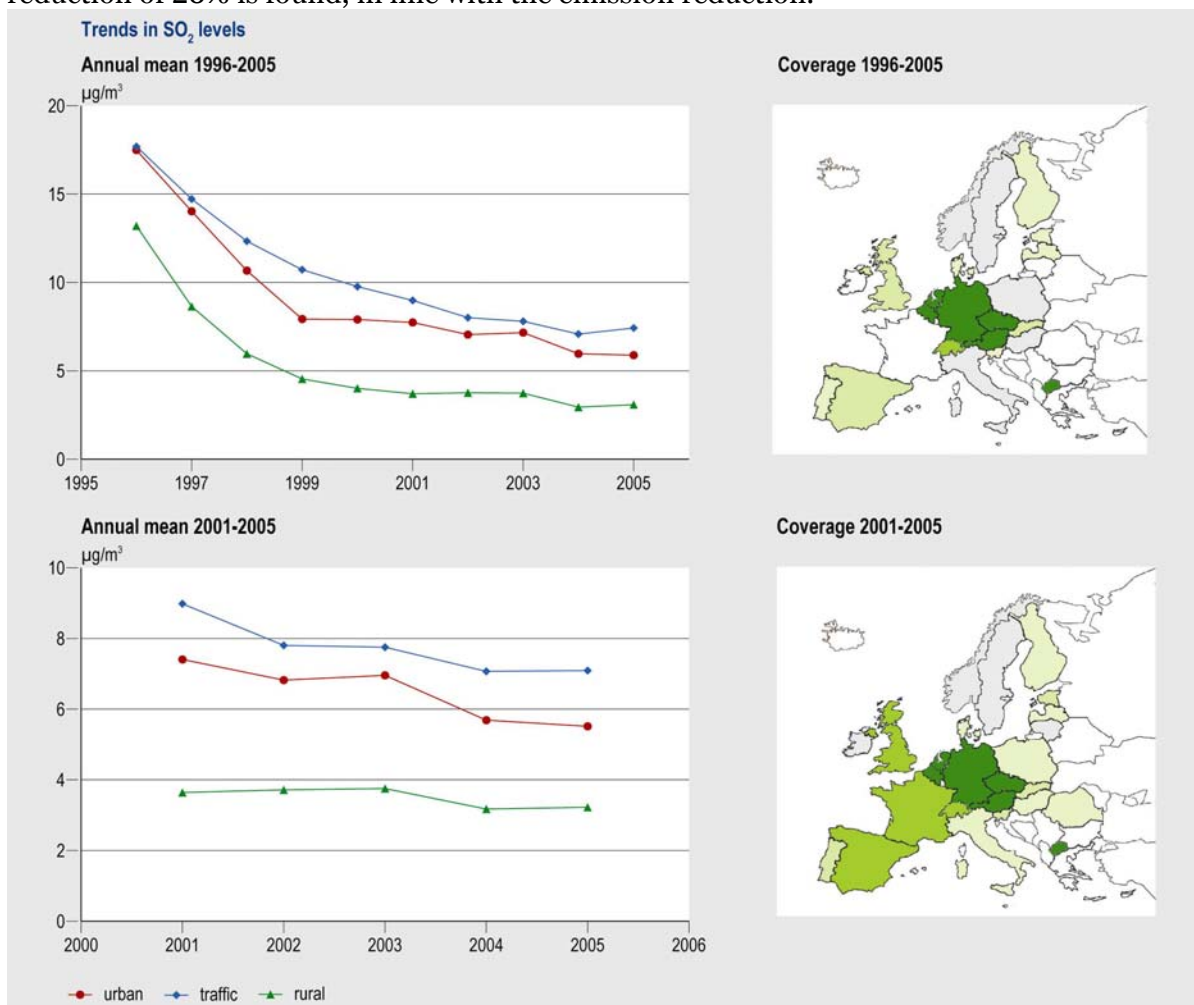 reduction of 28% is found, in line with the emission reduction.
Trends in SO2 levels
Annual mean 1996-2005
µg/m3
20
15
10
5
0
1995 1997 1999 2001 2003 2005
Coverage 1996-2005
Annual mean 2001-2005
µg/m3
10
8
6
4
2
0
2000 2001 2002 2003 2004 2005 2006
Coverage 2001-2005
urban traffic rural